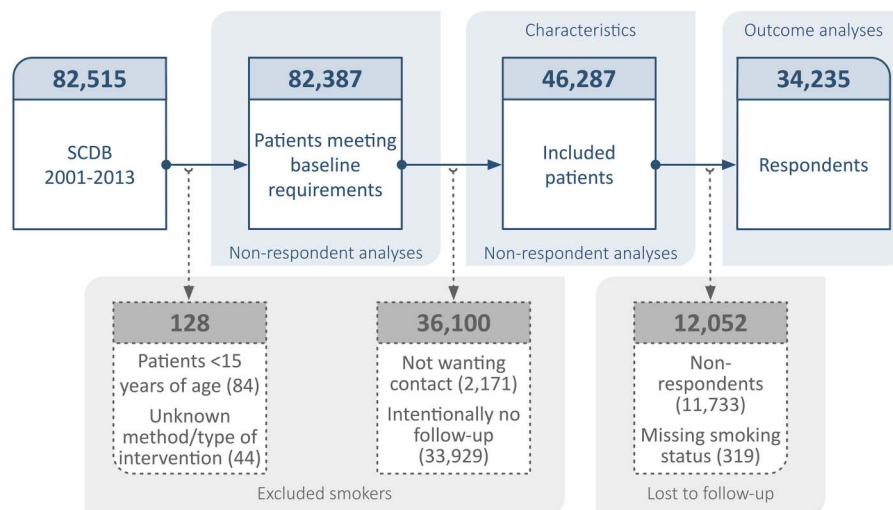 Characteristics
Outcome analyses
82,515
SCDB
2001-2013
82,387
Patients meeting
baseline
requirements
46,287
Included
patients
34,235
Respondents
Non-respondent analyses
Non-respondent analyses
128
Patients <15
years of age (84)
Unknown
method/type of
intervention (44)
36,100
Not wanting
contact (2,171)
Intentionally no
follow-up
(33,929)
12,052
Non-
respondents
(11,733)
Missing smoking
status (319)
Excluded smokers
Lost to follow-up